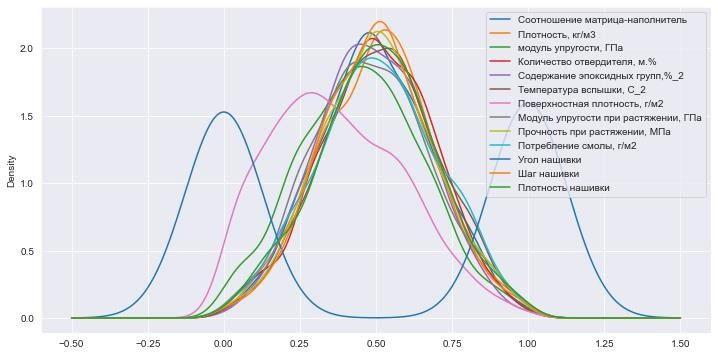 Соотношение матрица-наполнитель
Плотность, кг/м3
модуль упругости, ГПа
Количество отвердителя, м.%
Содержание эпоксидных групп,%_2
Температура вспышки, С_2
Поверхностная плотность, г/м2
Модуль упругости при растяжении, ГПа
Прочность при растяжении, МПа
Потребление смолы, г/м2
Угол нашивки
Шаг нашивки
Плотность нашивки
2.0
1.5
1.0
0.5
0.0
Density
−0.50 −0.25 0.00 0.25 0.50 0.75 1.00 1.25 1.50